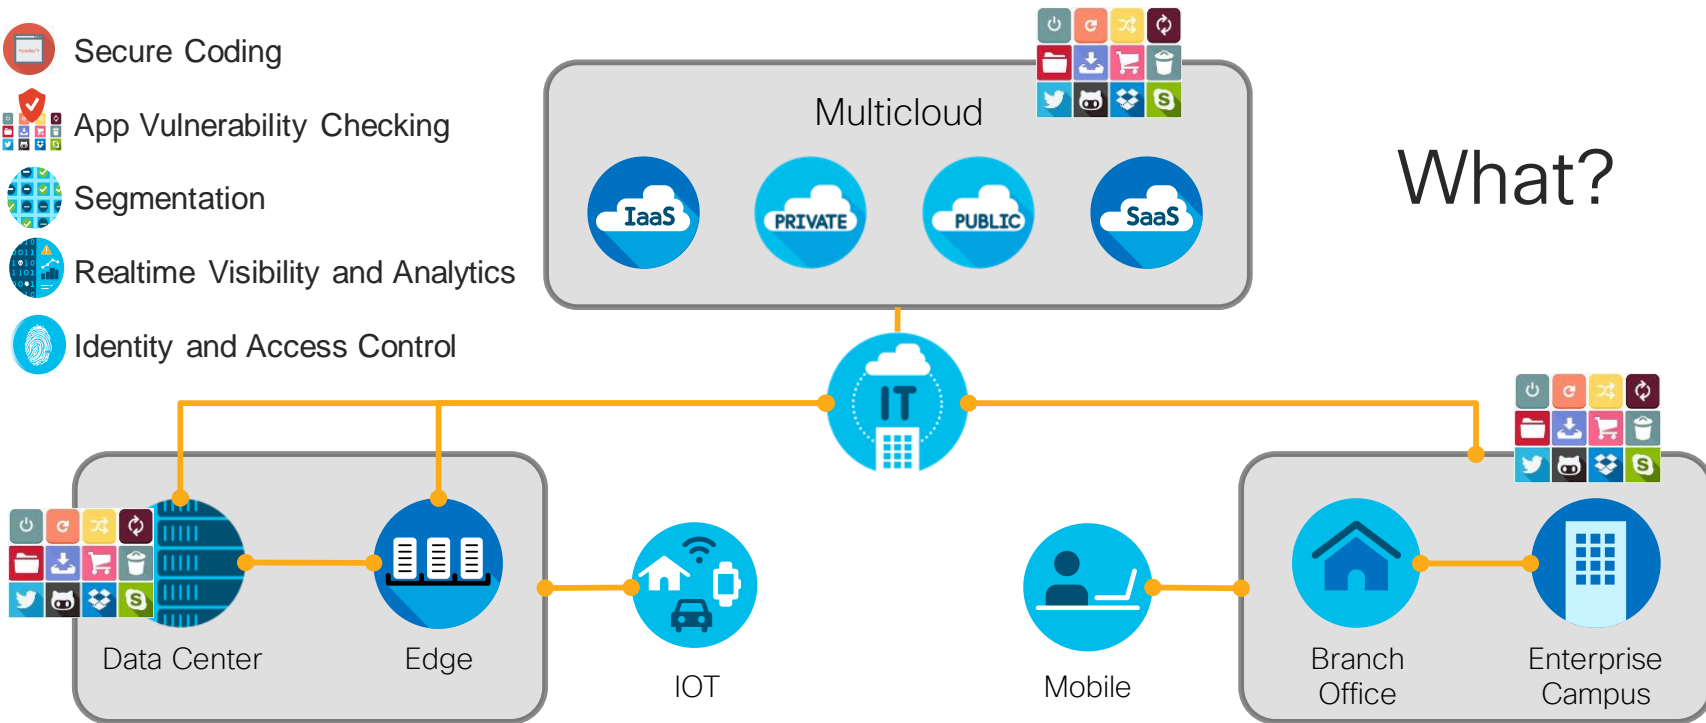 Secure Coding
App Vulnerability Checking
Segmentation
Realtime Visibility and Analytics
Identity and Access Control
Multicloud
IaaS
PRIVATE
PUBLIC
SaaS
What?
IT
Data Center
Edge
IOT
Mobile
Branch
Office
Enterprise
Campus